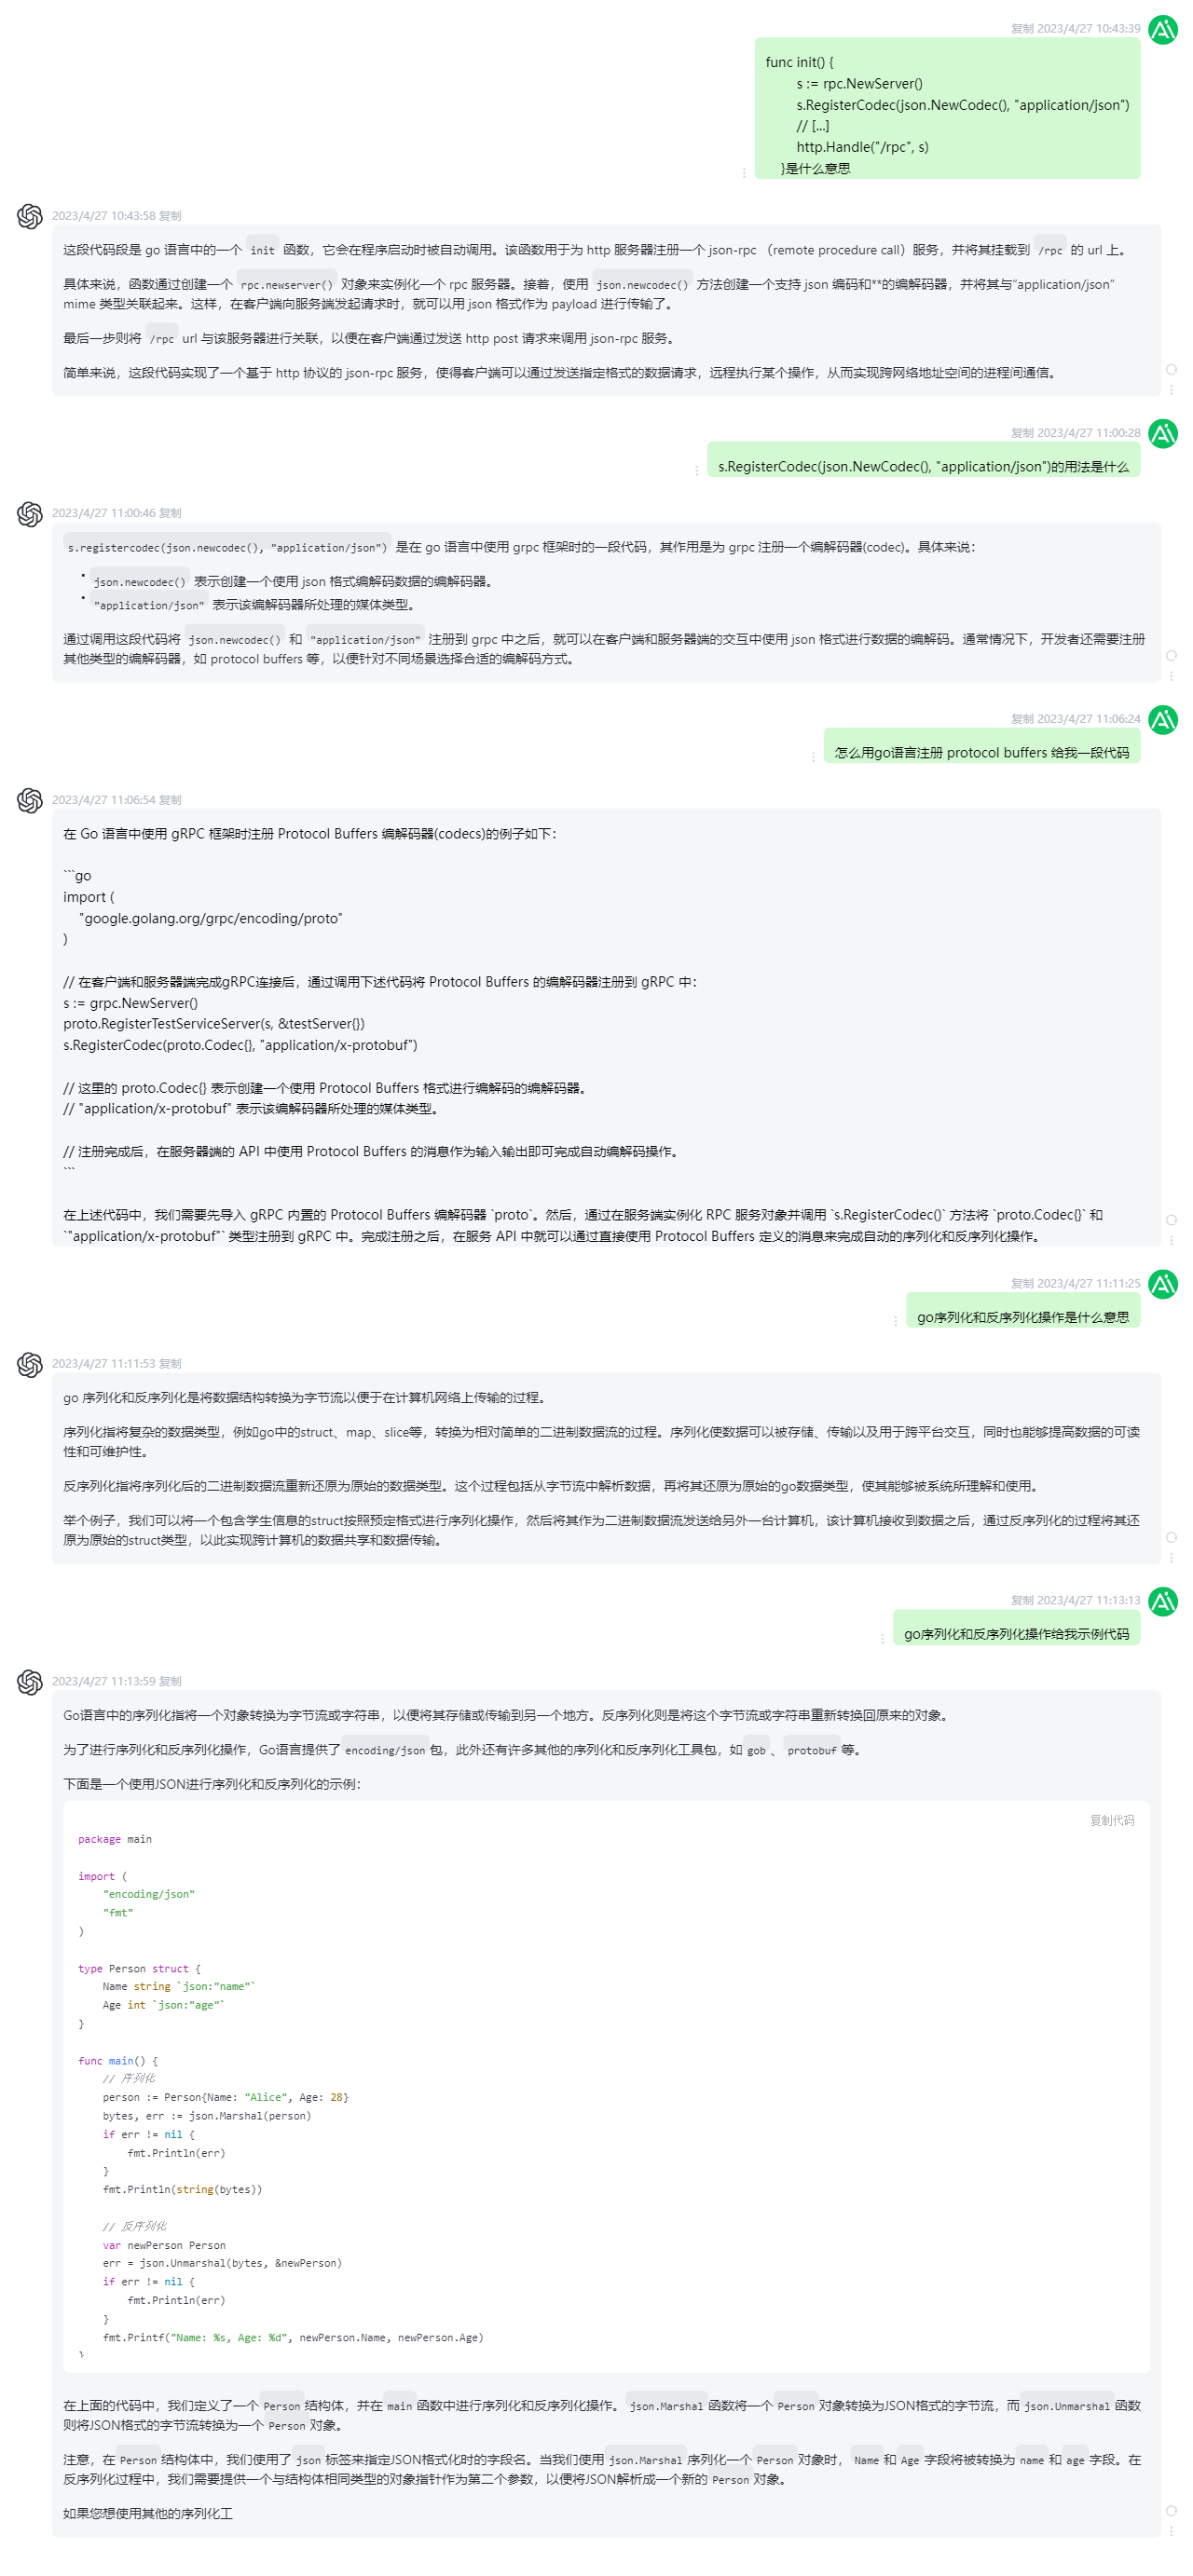 复制 2023/4/27 10:43:39
func init() {
s := rpc.NewServer()
s.RegisterCodec(json.NewCodec(), "application/json")
// [...]
http.Handle("/rpc", s)
}是什么意思
2023/4/27 10:43:58 复制
这段代码段是 go 语言中的一个 init 函数，它会在程序启动时被自动调用。该函数用于为 http 服务器注册一个 json-rpc （remote procedure call）服务，并将其挂载到 /rpc 的 url 上。
具体来说，函数通过创建一个 rpc.newserver() 对象来实例化一个 rpc 服务器。接着，使用 json.newcodec() 方法创建一个支持 json 编码和**的编解码器，并将其与“application/json”
mime 类型关联起来。这样，在客户端向服务端发起请求时，就可以用 json 格式作为 payload 进行传输了。
最后一步则将 /rpc url 与该服务器进行关联，以便在客户端通过发送 http post 请求来调用 json-rpc 服务。
简单来说，这段代码实现了一个基于 http 协议的 json-rpc 服务，使得客户端可以通过发送指定格式的数据请求，远程执行某个操作，从而实现跨网络地址空间的进程间通信。
复制 2023/4/27 11:00:28
s.RegisterCodec(json.NewCodec(), "application/json")的用法是什么
2023/4/27 11:00:46 复制
s.registercodec(json.newcodec(), "application/json") 是在 go 语言中使用 grpc 框架时的一段代码，其作用是为 grpc 注册一个编解码器(codec)。具体来说：
• json.newcodec() 表示创建一个使用 json 格式编解码数据的编解码器。
• "application/json" 表示该编解码器所处理的媒体类型。
通过调用这段代码将 json.newcodec() 和 "application/json" 注册到 grpc 中之后，就可以在客户端和服务器端的交互中使用 json 格式进行数据的编解码。通常情况下，开发者还需要注册
其他类型的编解码器，如 protocol buffers 等，以便针对不同场景选择合适的编解码方式。
复制 2023/4/27 11:06:24
怎么用go语言注册 protocol buffers 给我一段代码
2023/4/27 11:06:54 复制
在 Go 语言中使用 gRPC 框架时注册 Protocol Buffers 编解码器(codecs)的例子如下：
```go
import (
"google.golang.org/grpc/encoding/proto"
)
// 在客户端和服务器端完成gRPC连接后，通过调用下述代码将 Protocol Buffers 的编解码器注册到 gRPC 中：
s := grpc.NewServer()
proto.RegisterTestServiceServer(s, &testServer{})
s.RegisterCodec(proto.Codec{}, "application/x-protobuf")
// 这里的 proto.Codec{} 表示创建一个使用 Protocol Buffers 格式进行编解码的编解码器。
// "application/x-protobuf" 表示该编解码器所处理的媒体类型。
// 注册完成后，在服务器端的 API 中使用 Protocol Buffers 的消息作为输入输出即可完成自动编解码操作。
```
在上述代码中，我们需要先导入 gRPC 内置的 Protocol Buffers 编解码器 `proto`。然后，通过在服务端实例化 RPC 服务对象并调用 `s.RegisterCodec()` 方法将 `proto.Codec{}` 和
`"application/x-protobuf"` 类型注册到 gRPC 中。完成注册之后，在服务 API 中就可以通过直接使用 Protocol Buffers 定义的消息来完成自动的序列化和反序列化操作。
复制 2023/4/27 11:11:25
go序列化和反序列化操作是什么意思
2023/4/27 11:11:53 复制
go 序列化和反序列化是将数据结构转换为字节流以便于在计算机网络上传输的过程。
序列化指将复杂的数据类型，例如go中的struct、map、slice等，转换为相对简单的二进制数据流的过程。序列化使数据可以被存储、传输以及用于跨平台交互，同时也能够提高数据的可读
性和可维护性。
反序列化指将序列化后的二进制数据流重新还原为原始的数据类型。这个过程包括从字节流中解析数据，再将其还原为原始的go数据类型，使其能够被系统所理解和使用。
举个例子，我们可以将一个包含学生信息的struct按照预定格式进行序列化操作，然后将其作为二进制数据流发送给另外一台计算机，该计算机接收到数据之后，通过反序列化的过程将其还
原为原始的struct类型，以此实现跨计算机的数据共享和数据传输。
复制 2023/4/27 11:13:13
go序列化和反序列化操作给我示例代码
2023/4/27 11:13:59 复制
Go语言中的序列化指将一个对象转换为字节流或字符串，以便将其存储或传输到另一个地方。反序列化则是将这个字节流或字符串重新转换回原来的对象。
为了进行序列化和反序列化操作，Go语言提供了 encoding/json 包，此外还有许多其他的序列化和反序列化工具包，如 gob 、 protobuf 等。
下面是一个使用JSON进行序列化和反序列化的示例：
复制代码
package main
import (
"encoding/json"
"fmt"
)
type Person struct {
Name string `json:"name"`
Age int `json:"age"`
}
func main() {
// 序列化
person := Person{Name: "Alice", Age: 28}
bytes, err := json.Marshal(person)
if err != nil {
fmt.Println(err)
}
fmt.Println(string(bytes))
// 反序列化
var newPerson Person
err = json.Unmarshal(bytes, &newPerson)
if err != nil {
fmt.Println(err)
}
fmt.Printf("Name: %s, Age: %d", newPerson.Name, newPerson.Age)
}
在上面的代码中，我们定义了一个 Person 结构体，并在 main 函数中进行序列化和反序列化操作。 json.Marshal 函数将一个 Person 对象转换为JSON格式的字节流，而 json.Unmarshal 函数
则将JSON格式的字节流转换为一个 Person 对象。
注意，在 Person 结构体中，我们使用了 json 标签来指定JSON格式化时的字段名。当我们使用 json.Marshal 序列化一个 Person 对象时， Name 和 Age 字段将被转换为 name 和 age 字段。在
反序列化过程中，我们需要提供一个与结构体相同类型的对象指针作为第二个参数，以便将JSON解析成一个新的 Person 对象。
如果您想使用其他的序列化工